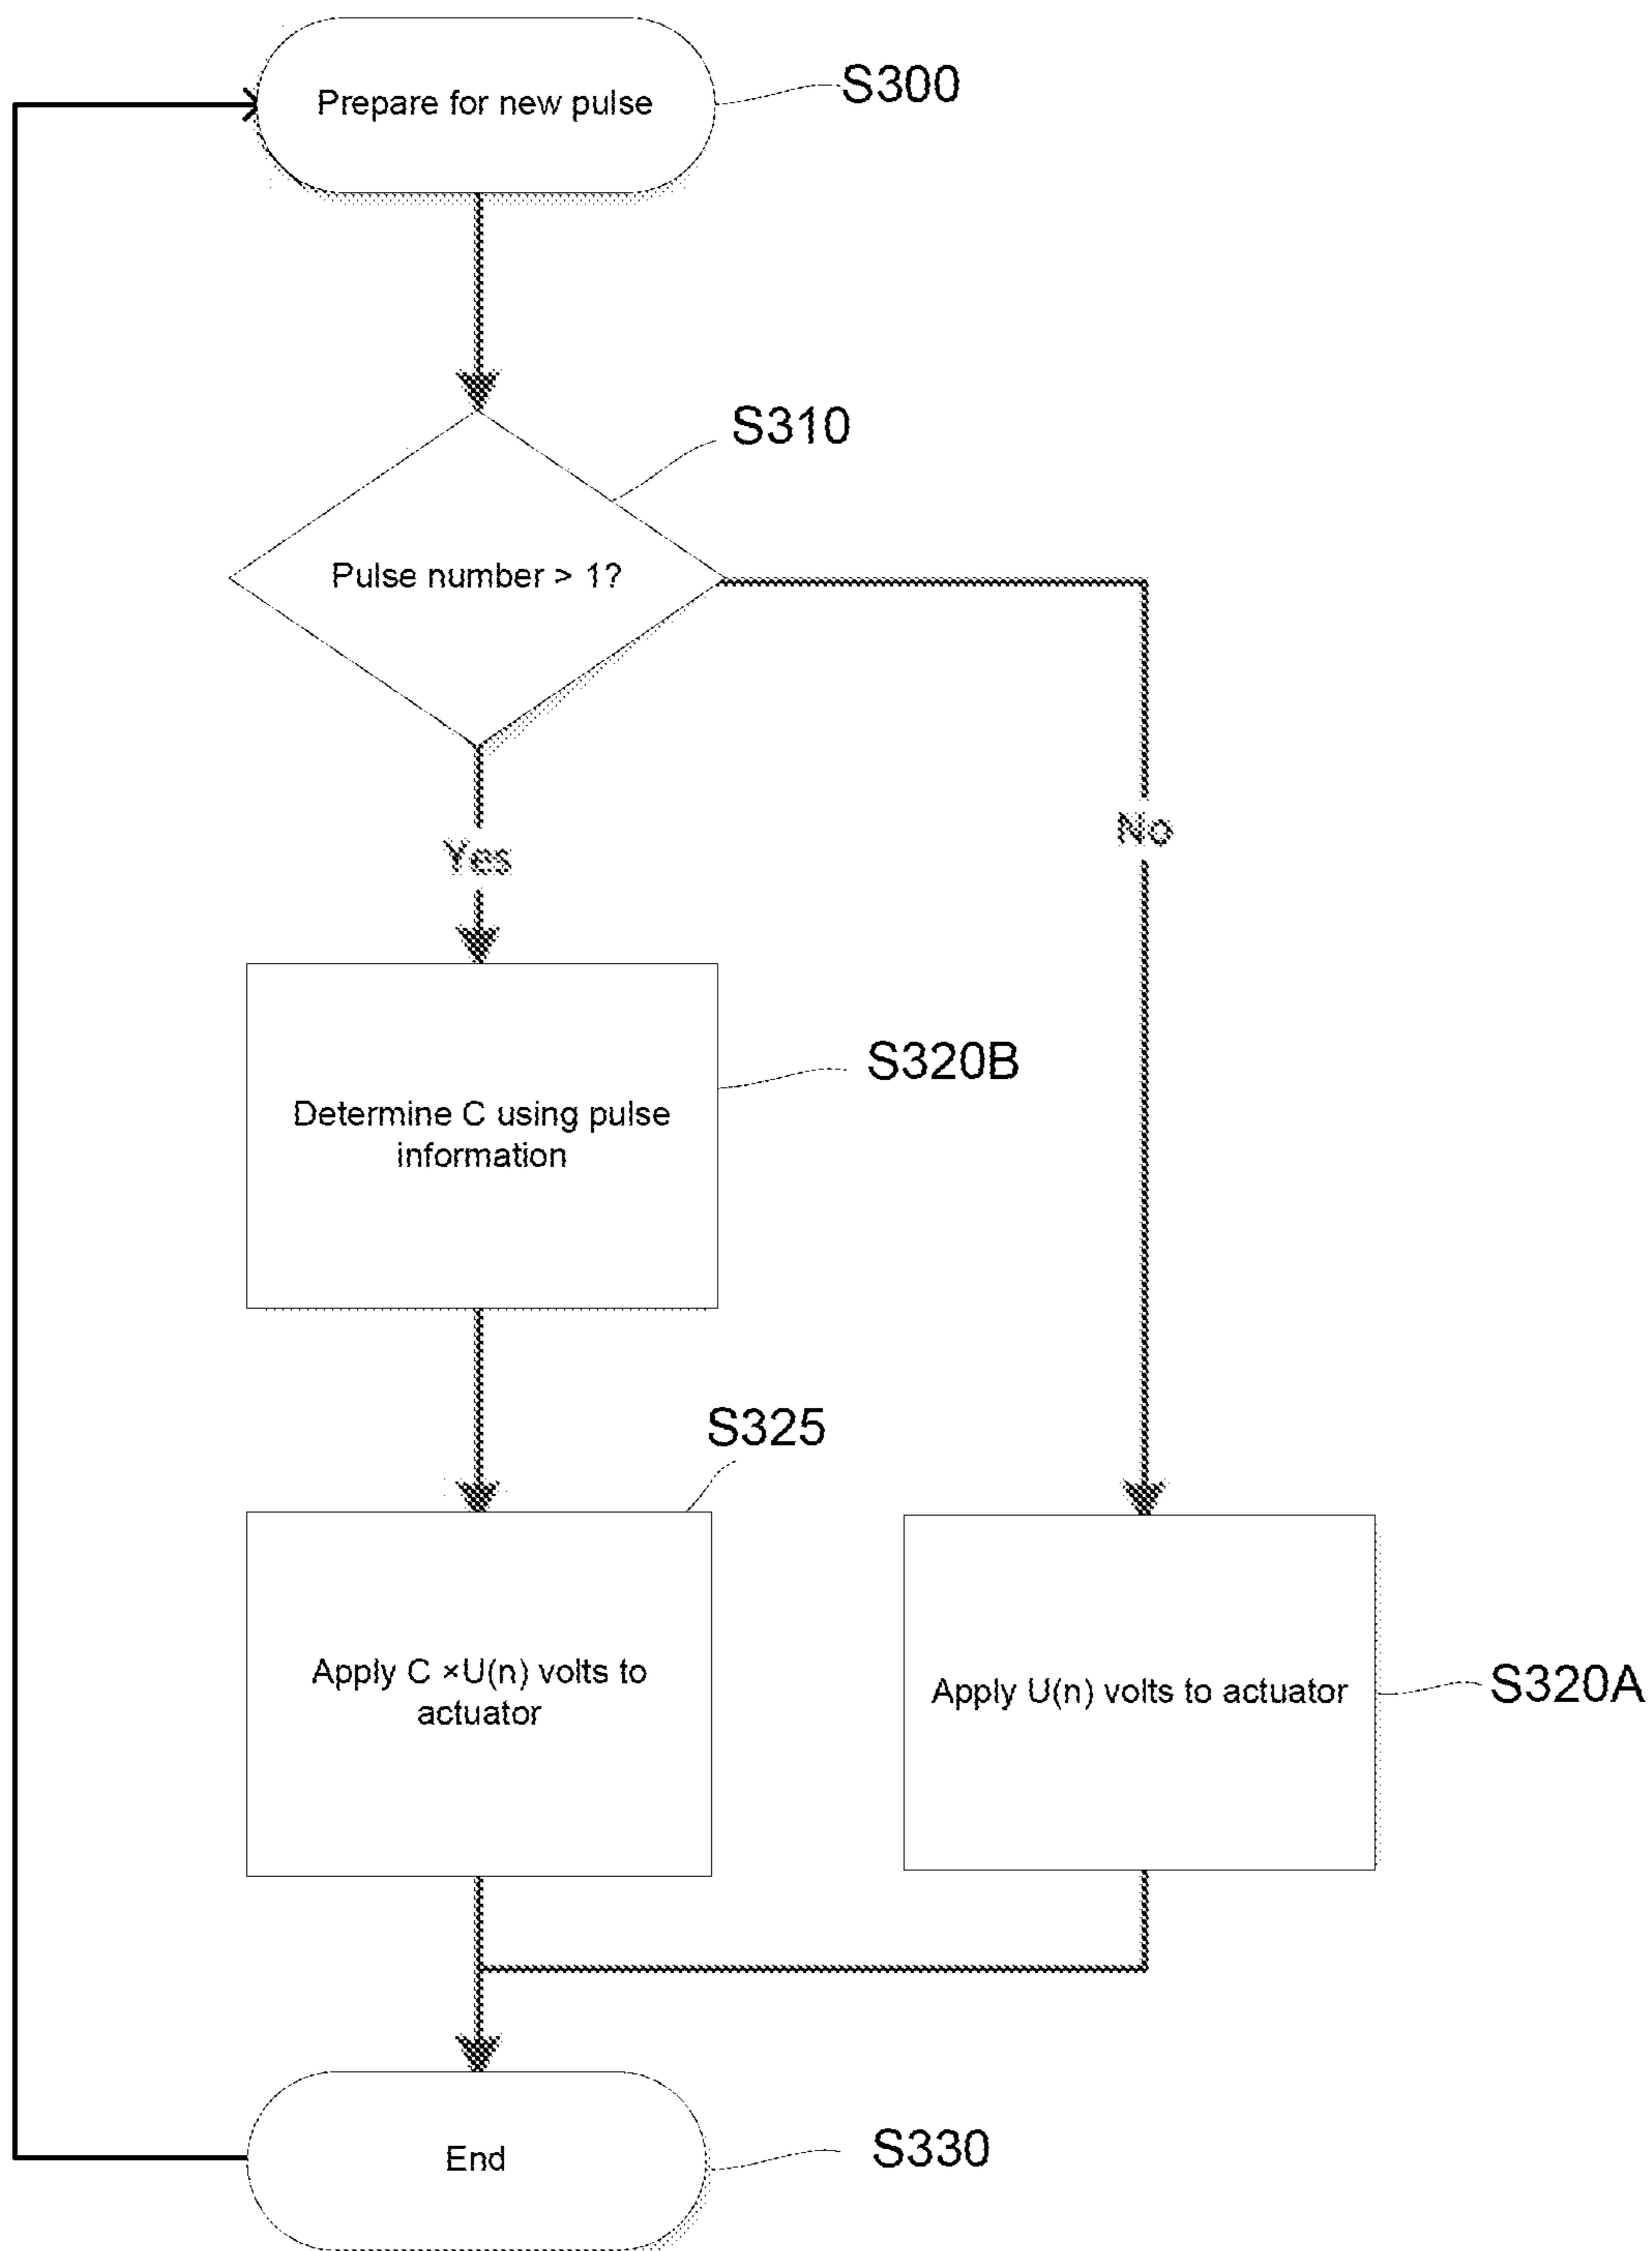 Prepare for new pulse
S300
S310
Pulse number > 1?
Yes
No
S320B
Determine C using pulse
information
S325
Apply C ×U(n) volts to
actuator
Apply U(n) volts to actuator
S320A
End
S330